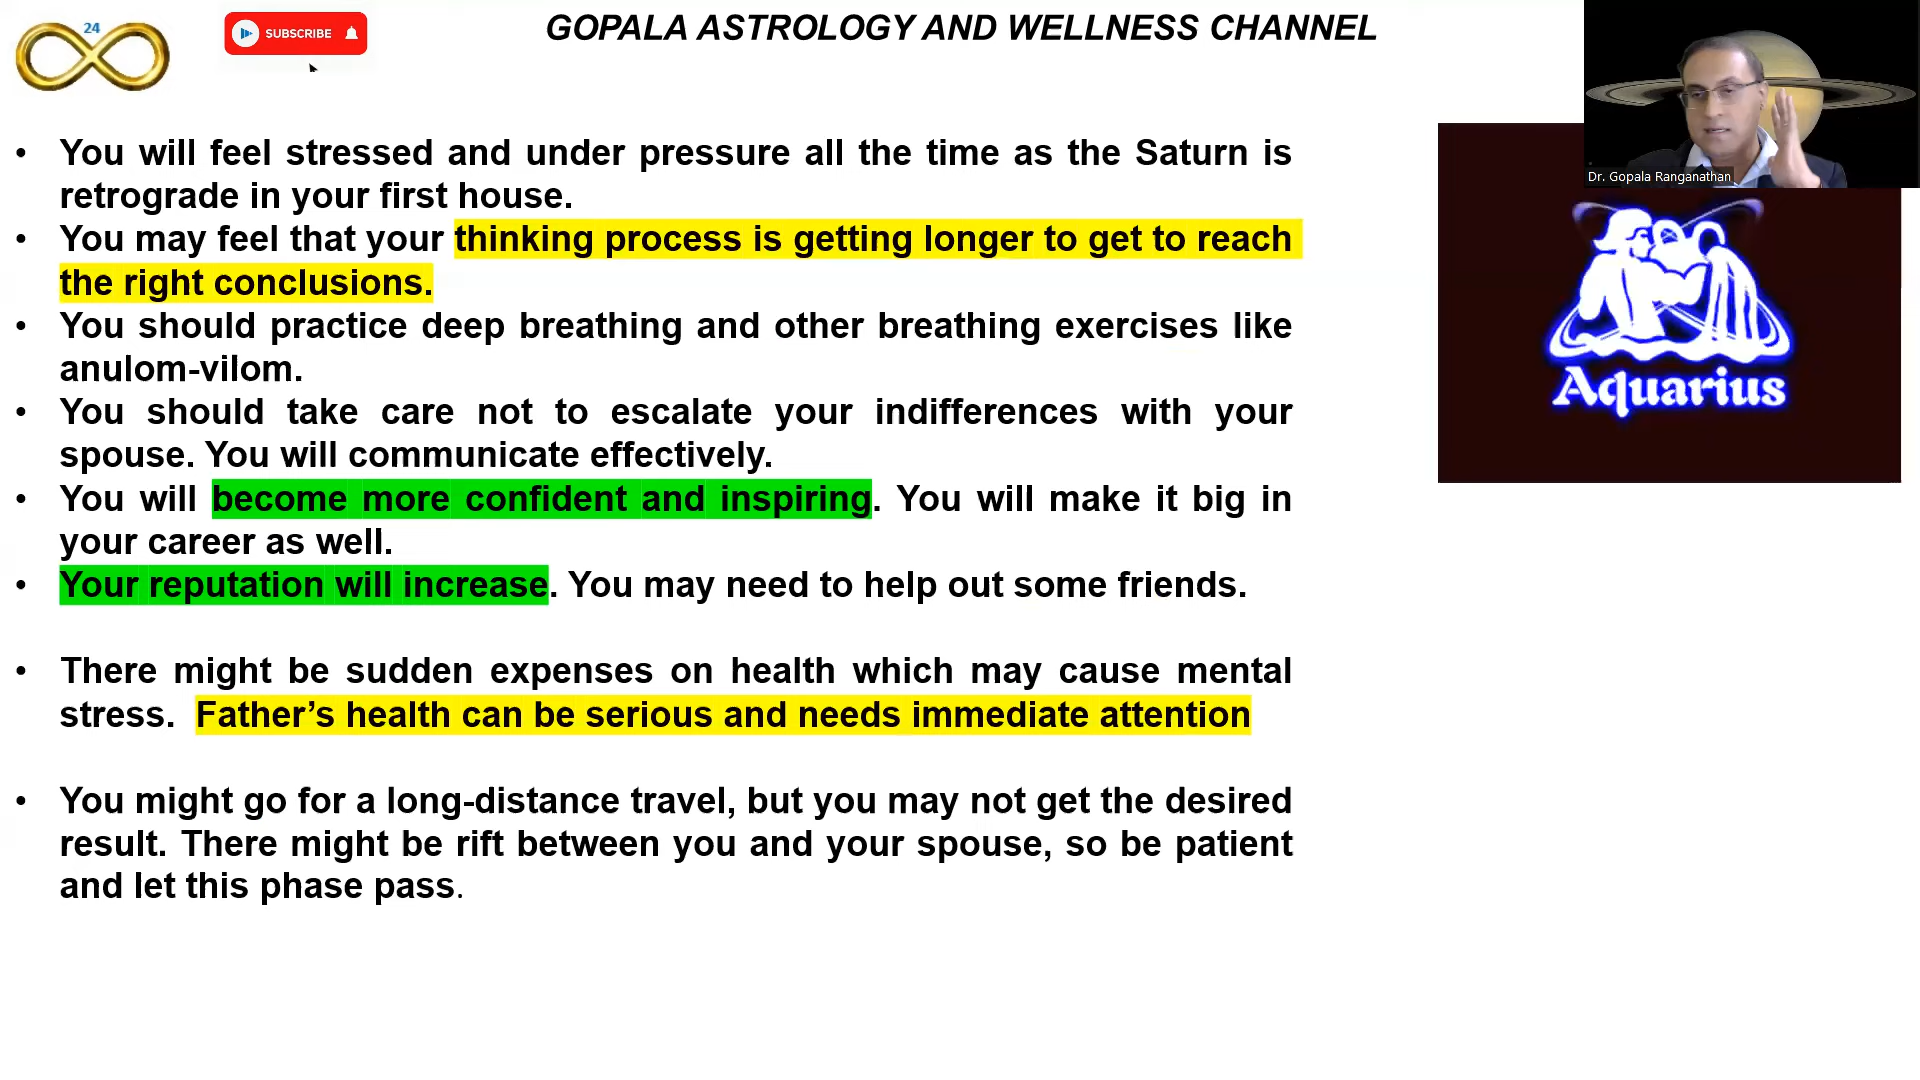 24
SUBSCRIBE
GOPALA ASTROLOGY AND WELLNESS CHANNEL
Dr. Gopala Ranganathan
• You will feel stressed and under pressure all the time as the Saturn is
retrograde in your first house.
• You may feel that your thinking process is getting longer to get to reach
the right conclusions.
• You should practice deep breathing and other breathing exercises like
anulom-vilom.
• You should take care not to escalate your indifferences with your
spouse. You will communicate effectively.
• You will become more confident and inspiring. You will make it big in
your career as well.
• Your reputation will increase. You may need to help out some friends.
• There might be sudden expenses on health which may cause mental
stress. Father’s health can be serious and needs immediate attention
• You might go for a long-distance travel, but you may not get the desired
result. There might be rift between you and your spouse, so be patient
and let this phase pass.
Aquarius